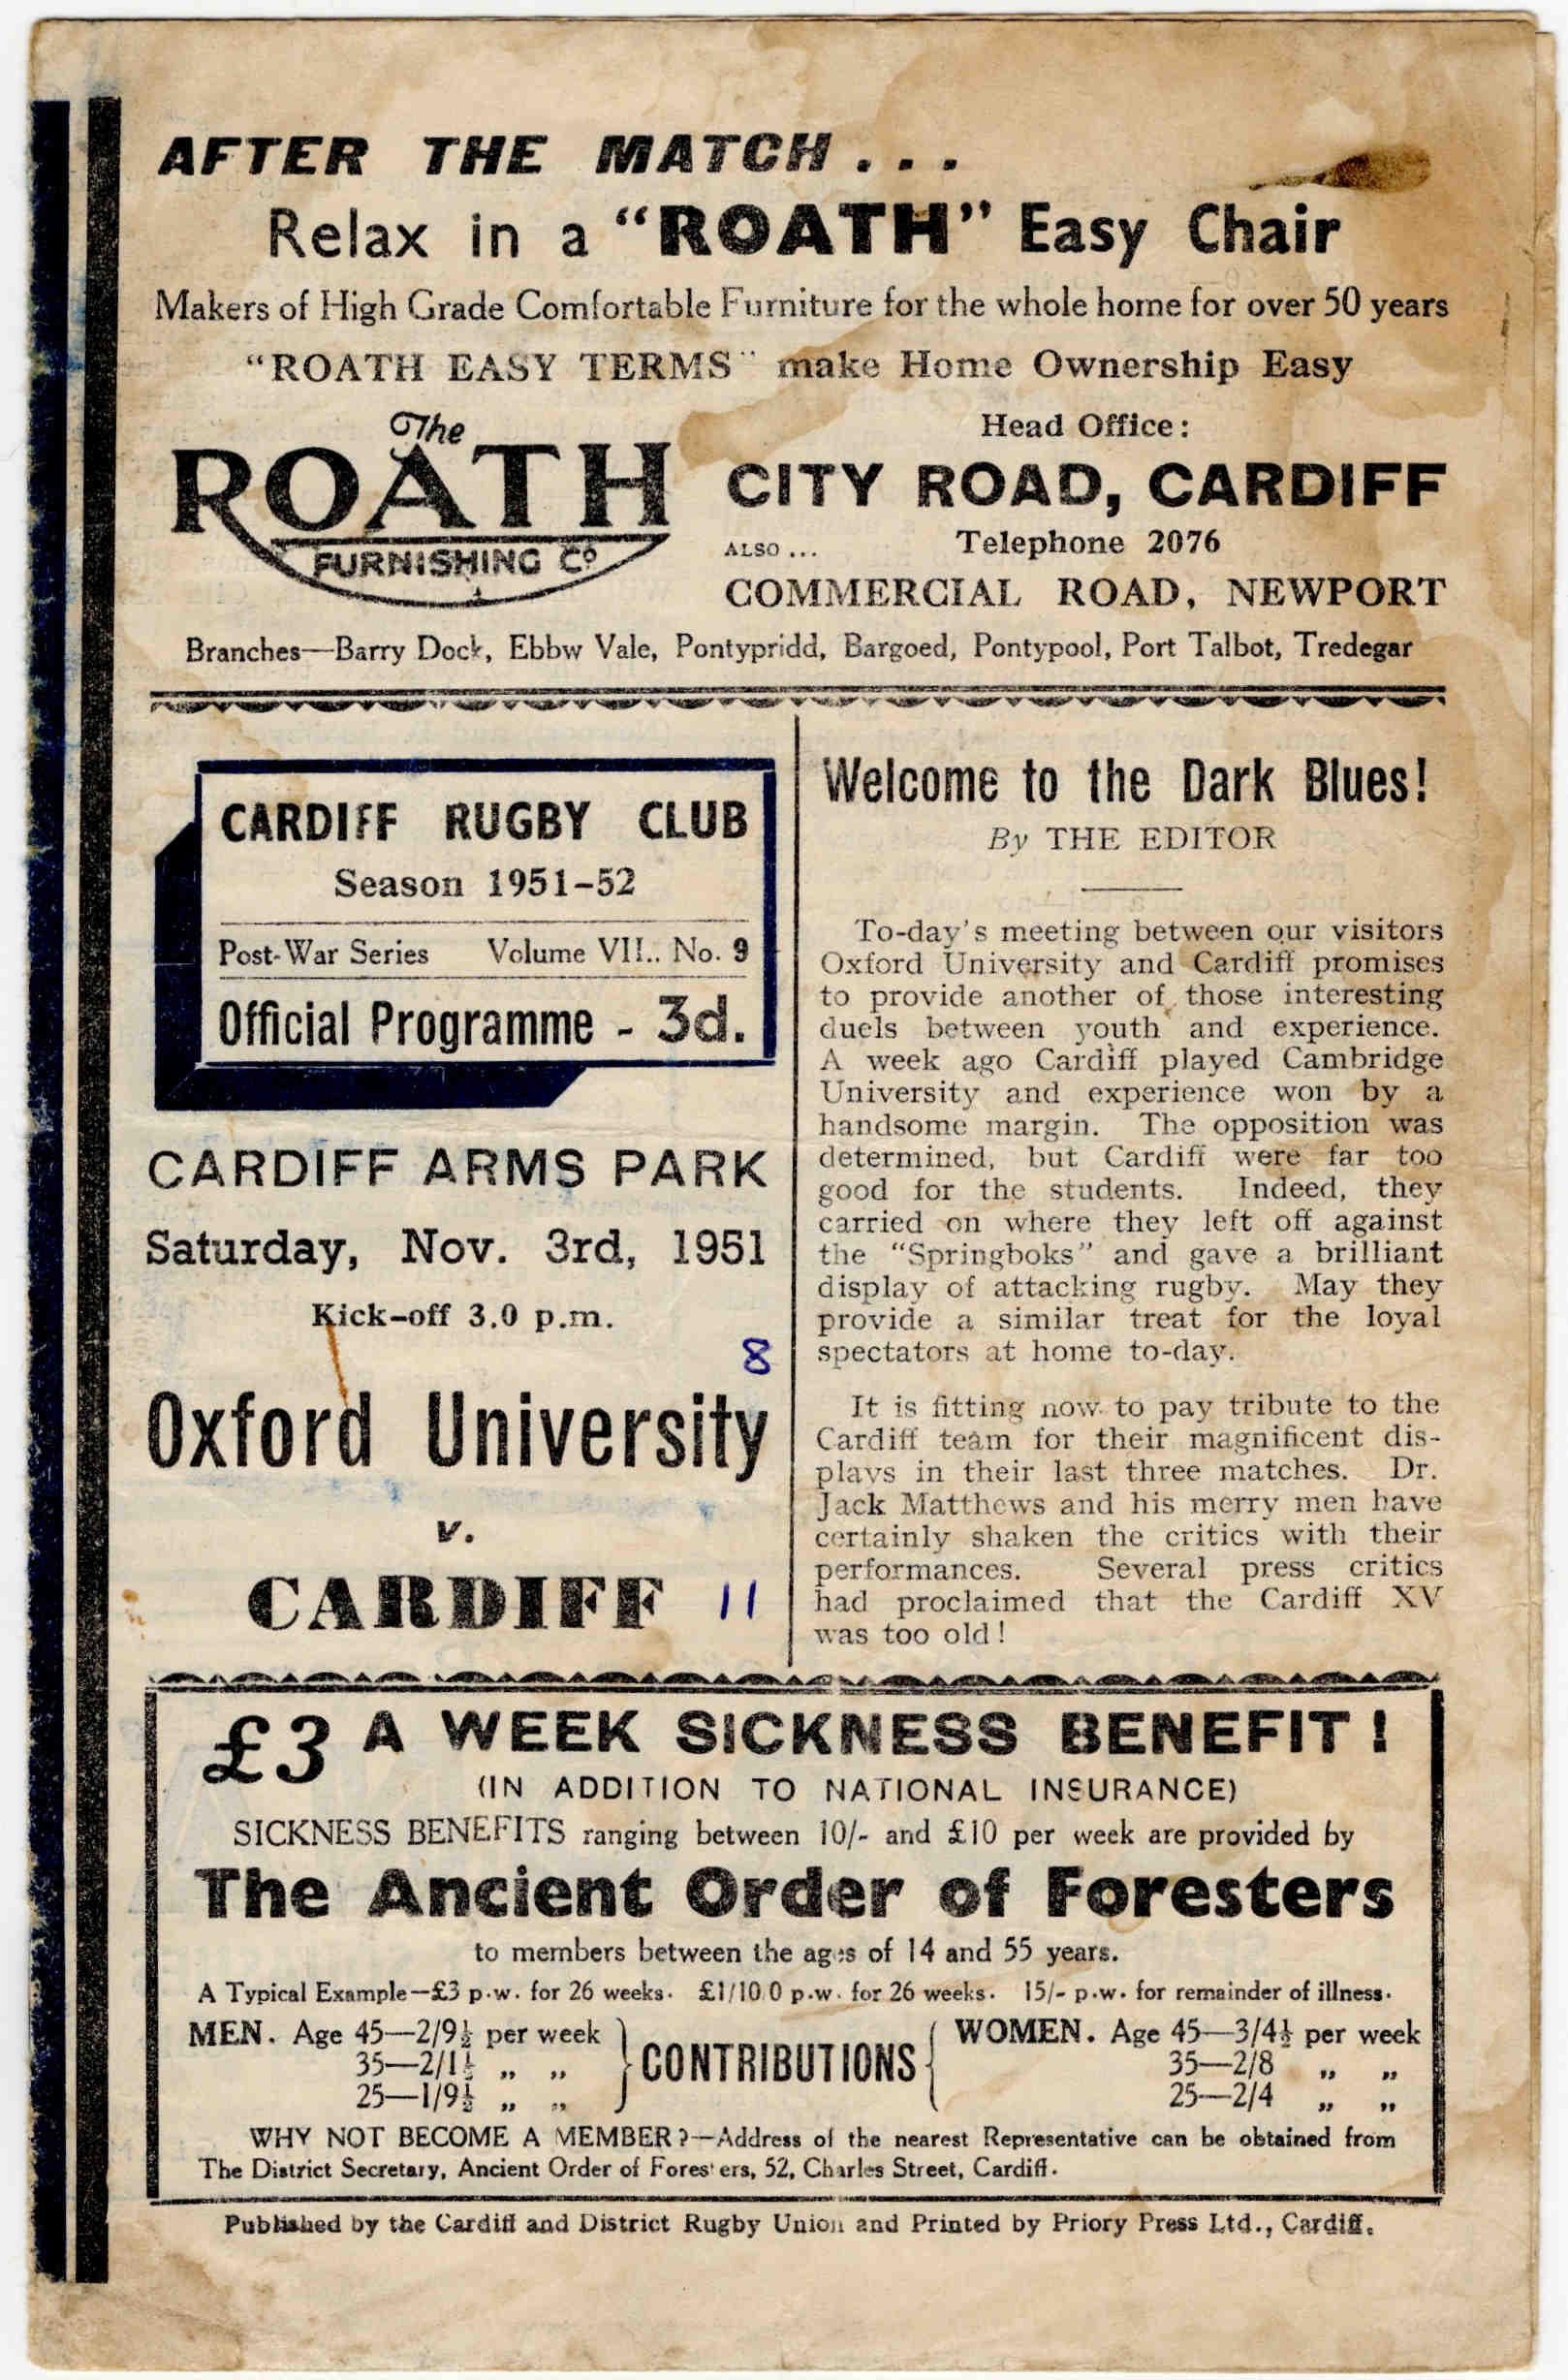 AFTER THE MATCH . . .
Relax in a “ROATH” Easy Chair
Makers of High Grade Comfortable Furniture for the whole home for over 50 years
“ROATH EASY TERMS” make Home Ownership Easy
The
ROATH
FURNISHING Co
Head Office:
CITY ROAD, CARDIFF
ALSO ... Telephone 2076
COMMERCIAL ROAD, NEWPORT
Branches—Barry Dock, Ebbw Vale, Pontypridd, Bargoed, Pontypool, Port Talbot, Tredegar
CARDIFF RUGBY CLUB
Season 1951-52
Post-War Series Volume VII.. No. 9
Official Programme - 3d.
CARDIFF ARMS PARK
Saturday, Nov. 3rd, 1951
Kick-off 3.0 p.m.
8
Oxford University
v.
CARDIFF 11
Welcome to the Dark Blues!
By THE EDITOR
To-day's meeting between our visitors
Oxford University and Cardiff promises
to provide another of those interesting
duels between youth and experience.
A week ago Cardiff played Cambridge
University and experience won by a
handsome margin. The opposition was
determined, but Cardiff were far too
good for the students. Indeed, they
carried on where they left off against
the “Springboks” and gave a brilliant
display of attacking rugby. May they
provide a similar treat for the loyal
spectators at home to-day.
It is fitting now to pay tribute to the
Cardiff team for their magnificent dis-
plays in their last three matches. Dr.
Jack Matthews and his merry men have
certainly shaken the critics with their
performances. Several press critics
had proclaimed that the Cardiff XV
was too old!
£3 A WEEK SICKNESS BENEFIT!
(IN ADDITION TO NATIONAL INSURANCE)
SICKNESS BENEFITS ranging between 10/- and £10 per week are provided by
The Ancient Order of Foresters
to members between the ages of 14 and 55 years.
A Typical Example—£3 p.w. for 26 weeks. £1/10/0 p.w. for 26 weeks. 15/- p.w. for remainder of illness.
MEN. Age 45—2/9½ per week
35—2/1½ „ „
25—1/9½ „ „
CONTRIBUTIONS
WOMEN. Age 45—3/4½ per week
35—2/8 „ „
25—2/4 „ „
WHY NOT BECOME A MEMBER?—Address of the nearest Representative can be obtained from
The District Secretary, Ancient Order of Foresters, 52, Charles Street, Cardiff.
Published by the Cardiff and District Rugby Union and Printed by Priory Press Ltd., Cardiff.